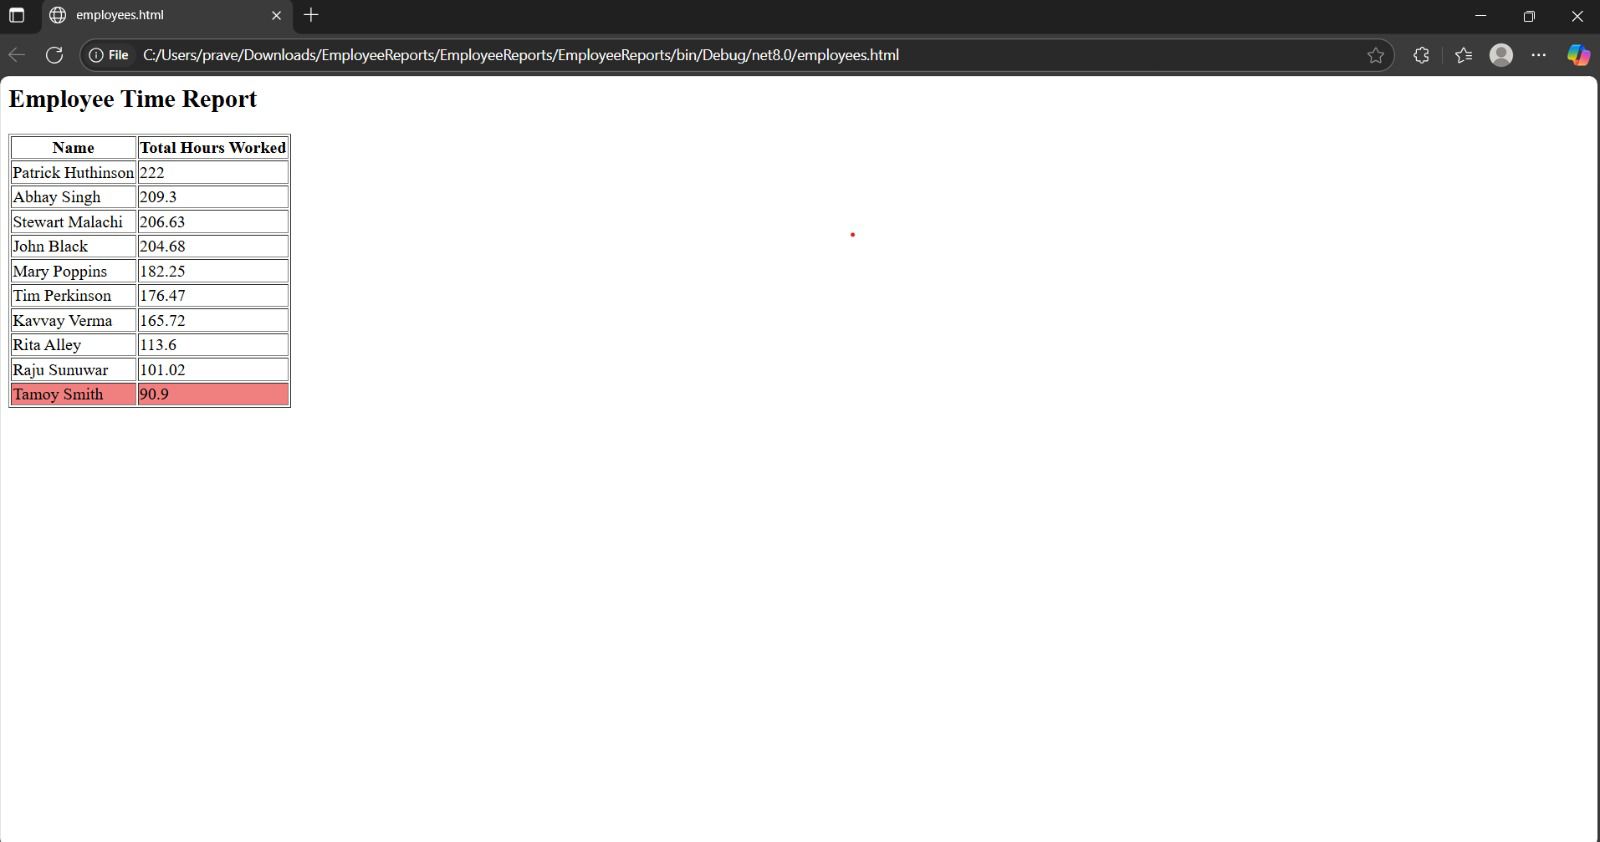 employees.html
File C:/Users/prave/Downloads/EmployeeReports/EmployeeReports/EmployeeReports/bin/Debug/net8.0/employees.html
Employee Time Report
Name Total Hours Worked
Patrick Huthinson 222
Abhay Singh 209.3
Stewart Malachi 206.63
John Black 204.68
Mary Poppins 182.25
Tim Perkinson 176.47
Kavvay Verma 165.72
Rita Alley 113.6
Raju Sunuwar 101.02
Tamoy Smith 90.9